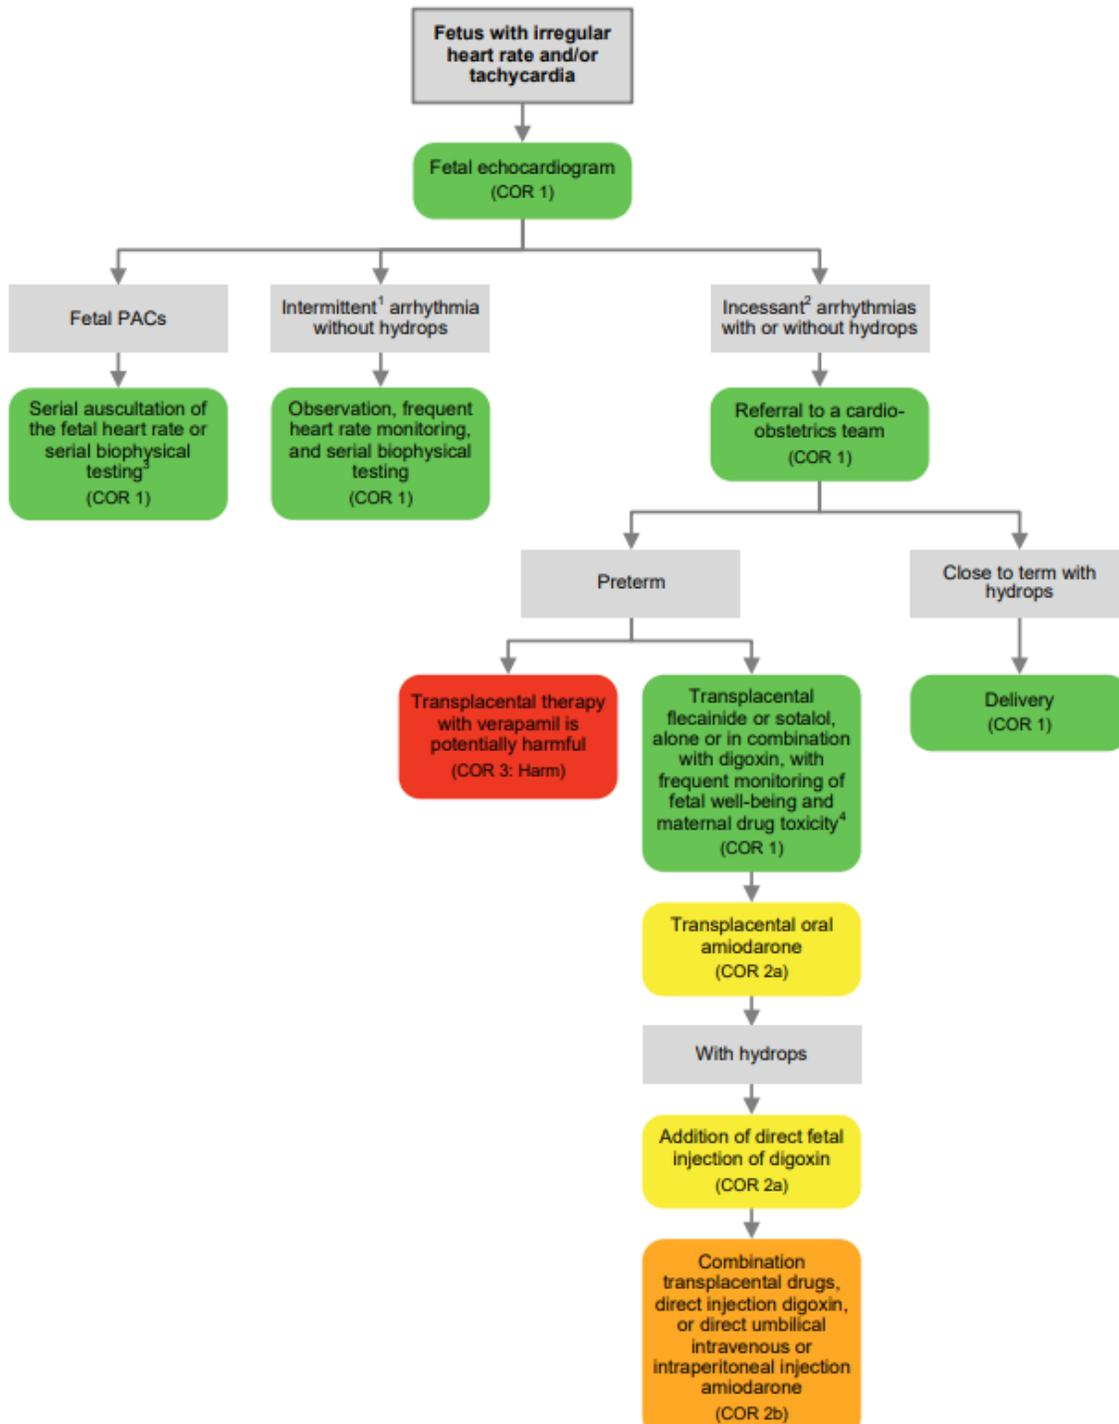 Fetus with irregular
heart rate and/or
tachycardia
Fetal echocardiogram
(COR 1)
Fetal PACs
Intermittent¹ arrhythmia
without hydrops
Incessant² arrhythmias
with or without hydrops
Serial auscultation of
the fetal heart rate or
serial biophysical
testing³
(COR 1)
Observation, frequent
heart rate monitoring,
and serial biophysical
testing
(COR 1)
Referral to a cardio-
obstetrics team
(COR 1)
Preterm
Close to term with
hydrops
Transplacental therapy
with verapamil is
potentially harmful
(COR 3: Harm)
Transplacental
flecainide or sotalol,
alone or in combination
with digoxin, with
frequent monitoring of
fetal well-being and
maternal drug toxicity⁴
(COR 1)
Delivery
(COR 1)
Transplacental oral
amiodarone
(COR 2a)
With hydrops
Addition of direct fetal
injection of digoxin
(COR 2a)
Combination
transplacental drugs,
direct injection digoxin,
or direct umbilical
intravenous or
intraperitoneal injection
amiodarone
(COR 2b)